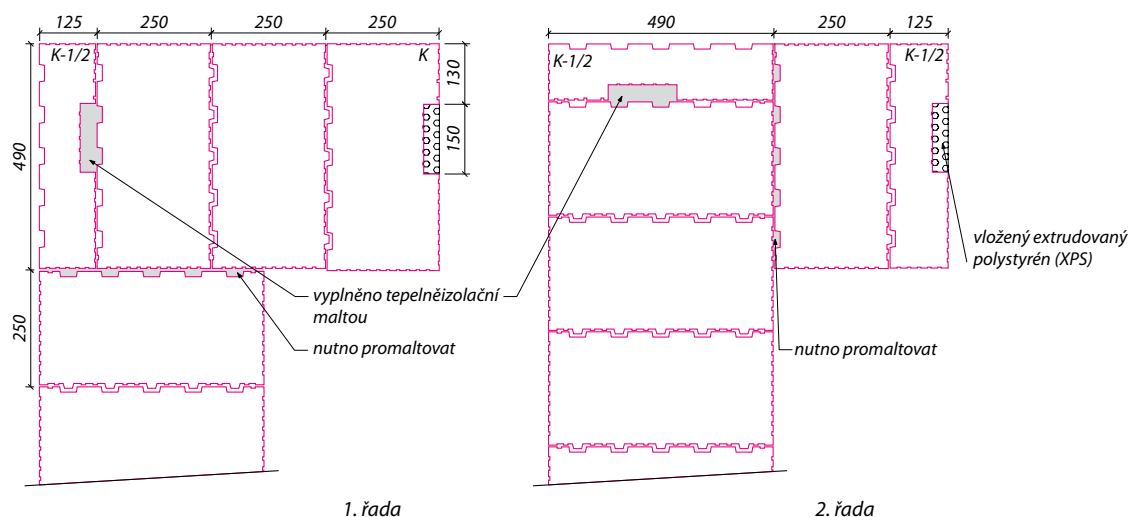 125 250 250 250
490 250 125
K-1/2 K
K-1/2 K-1/2
130
150
490
250
vyplněno tepelněizolační
maltou
nutno promaltovat
nutno promaltovat
vložený extrudovaný
polystyrén (XPS)
1. řada
2. řada